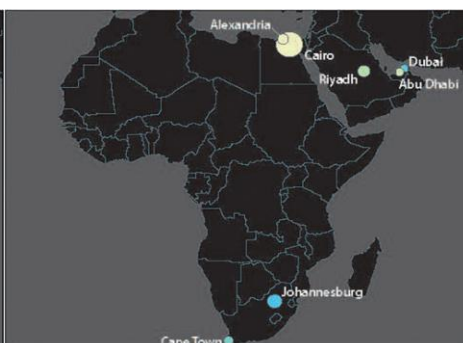 Alexandria
Cairo
Dubai
Riyadh
Abu Dhabi
Johannesburg
Cape Town